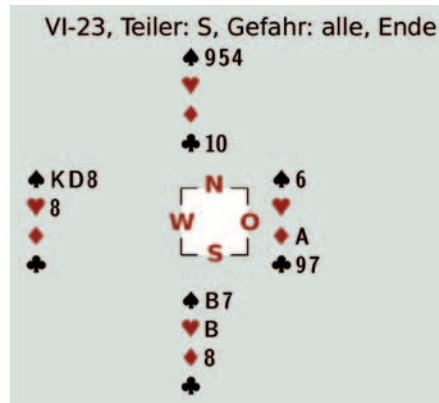 VI-23, Teiler: S, Gefahr: alle, Ende
♠ 954
♥
♦
♣ 10
♠ KD8
♥ 8
♦
♣
N
W O
S
♠ 6
♥
♦ A
♣ 97
♠ B7
♥ B
♦ 8
♣